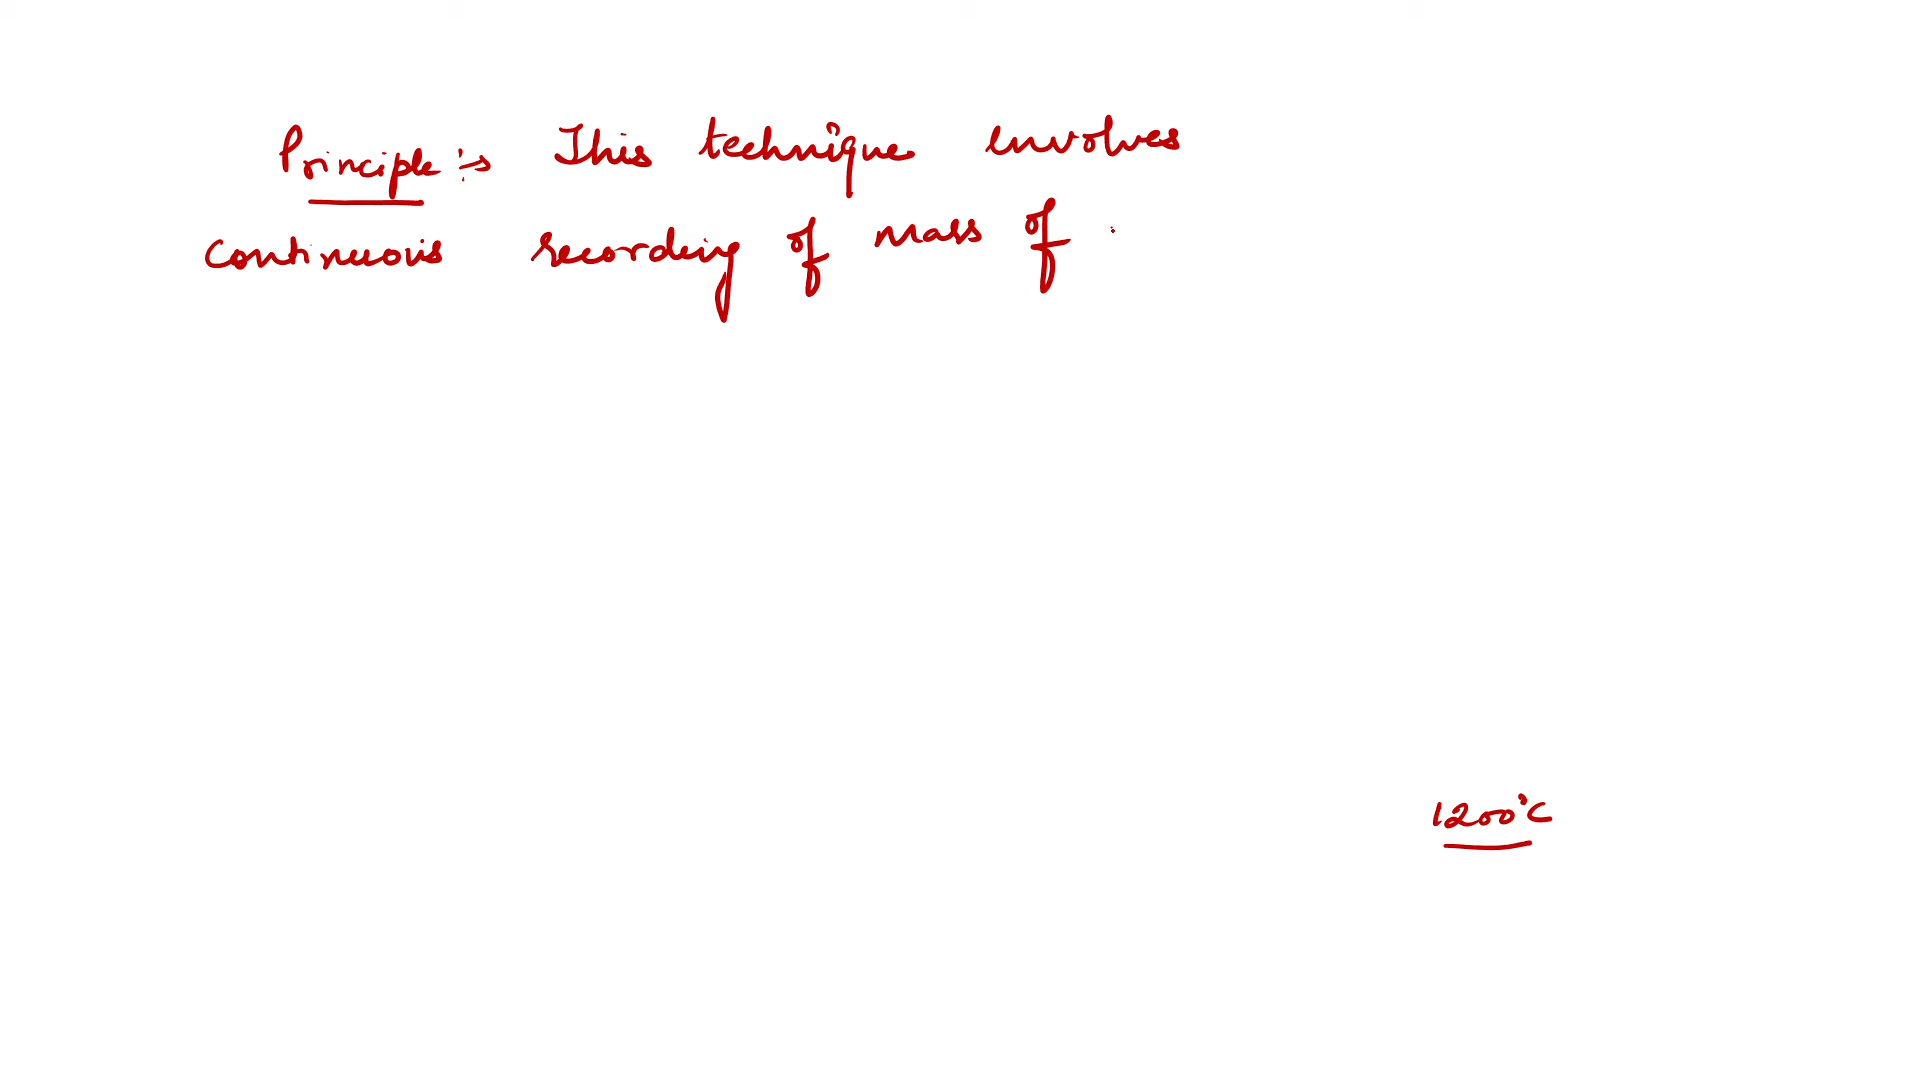 Principle :- This technique involves
continuous recording of mass of
1200°C